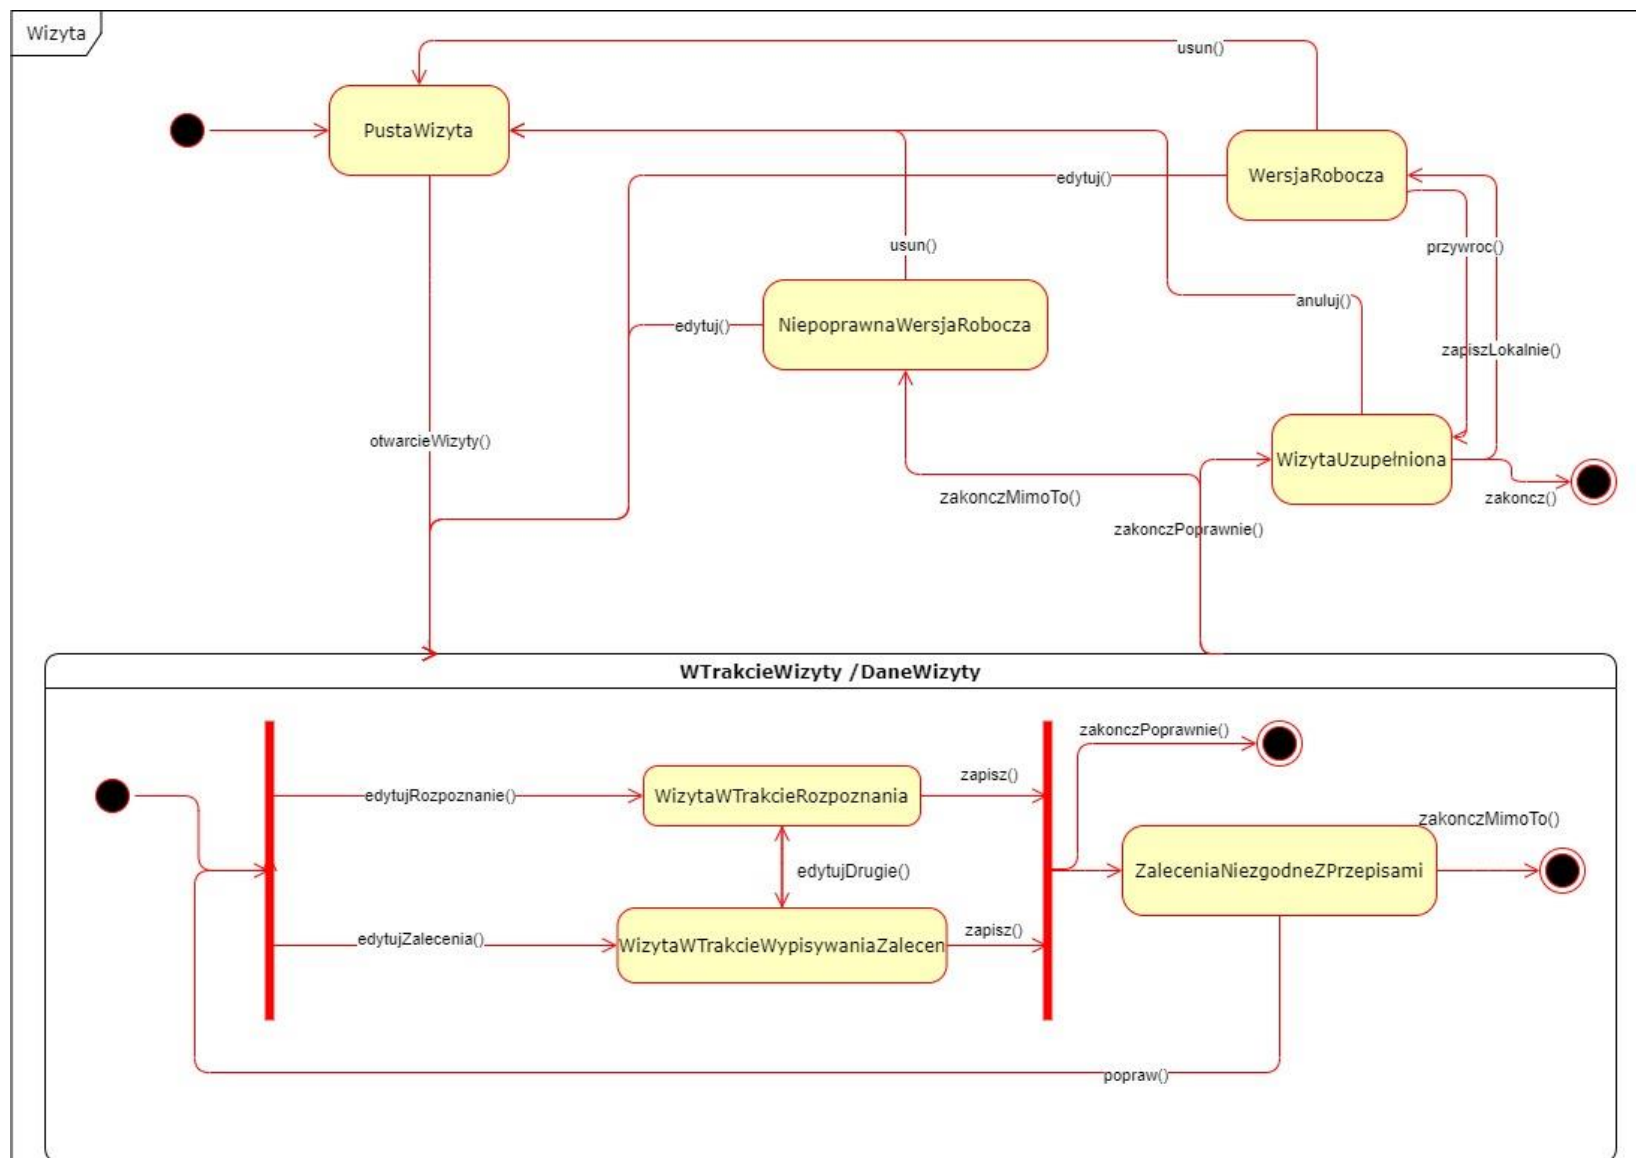 Wizyta
usun()
PustaWizyta
edytuj()
WersjaRobocza
usun()
przywroc()
edytuj()
NiepoprawnaWersjaRobocza
anuluj()
zapiszLokalnie()
otwarcieWizyty()
WizytaUzupełniona
zakonczMimoTo()
zakoncz()
zakonczPoprawnie()
WTrakcieWizyty /DaneWizyty
zakonczPoprawnie()
edytujRozpoznanie()
WizytaWTrakcieRozpoznania
zapisz()
zakonczMimoTo()
edytujDrugie()
ZaleceniaNiezgodneZPrzepisami
edytujZalecenia()
WizytaWTrakcieWypisywaniaZalecen
zapisz()
popraw()